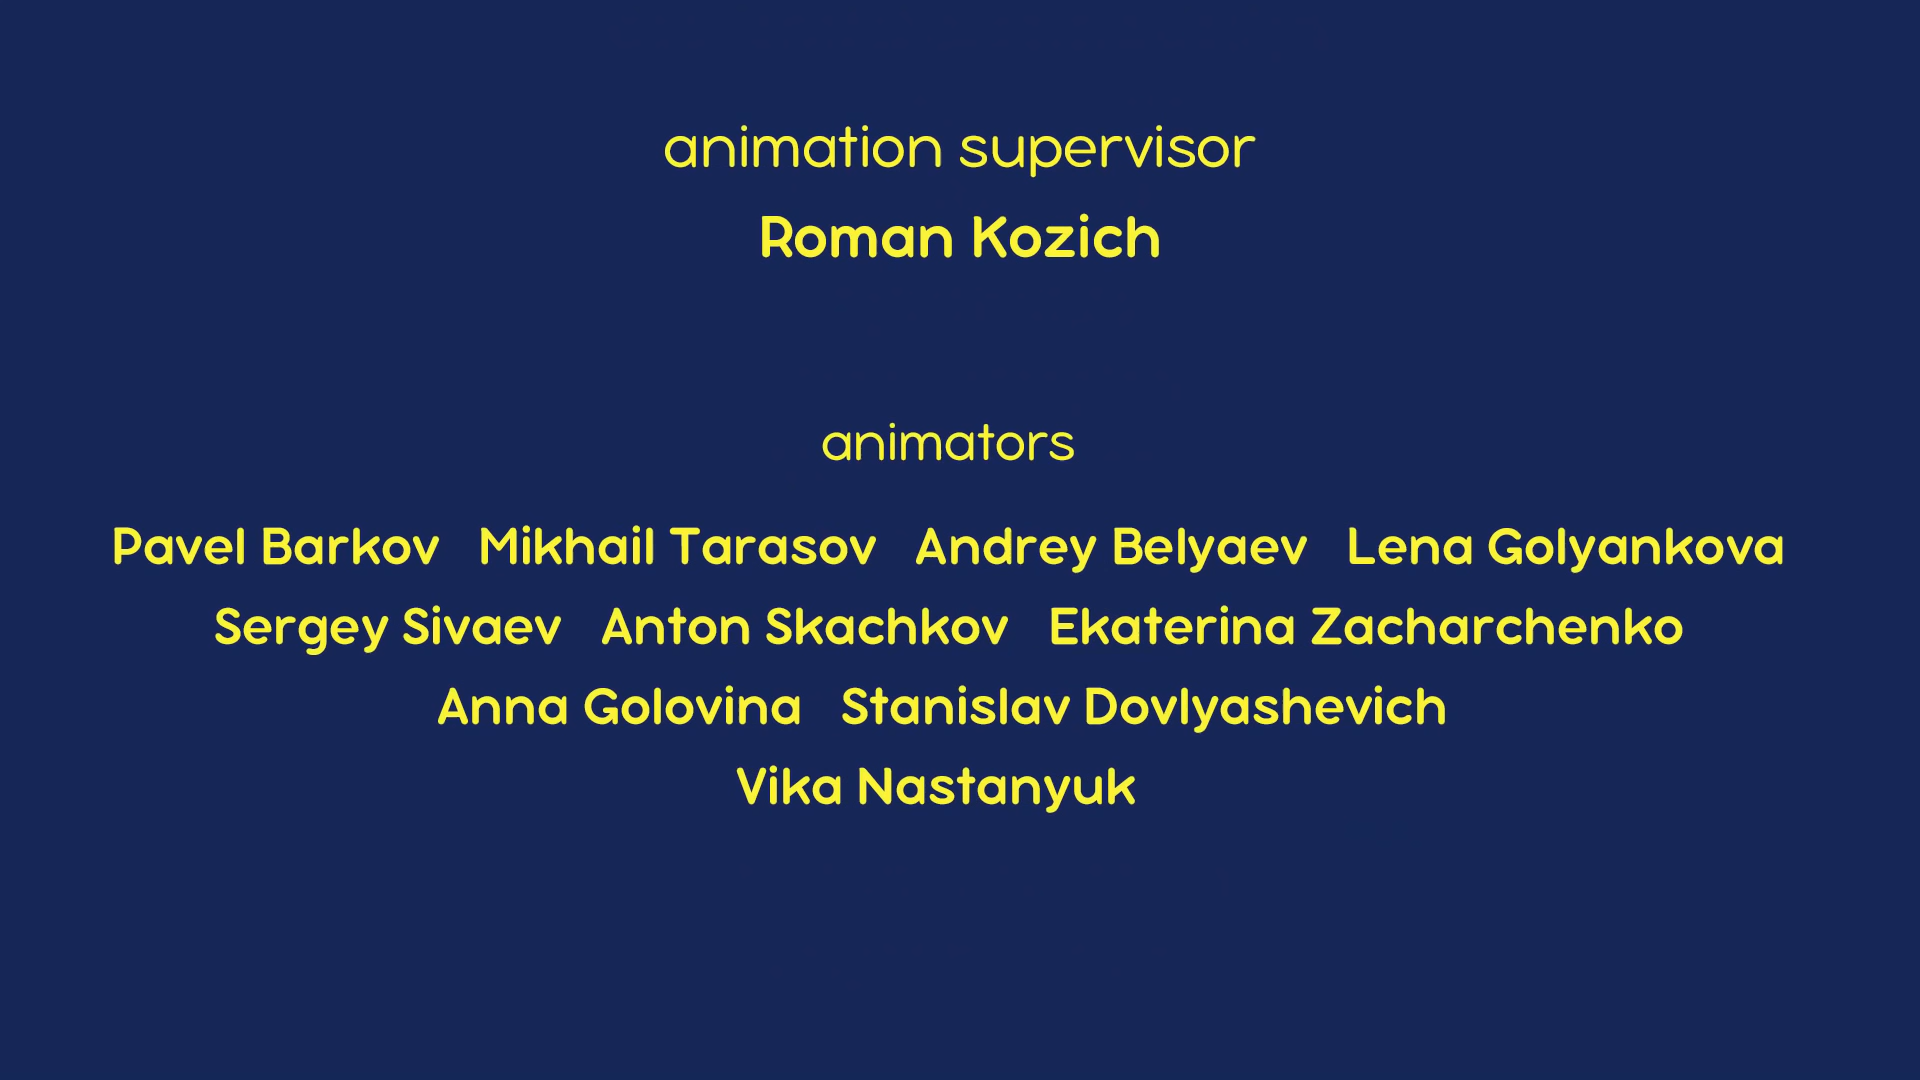 animation supervisor
Roman Kozich
animators
Pavel Barkov Mikhail Tarasov Andrey Belyaev Lena Golyankova
Sergey Sivaev Anton Skachkov Ekaterina Zacharchenko
Anna Golovina Stanislav Dovlyashevich
Vika Nastanyuk